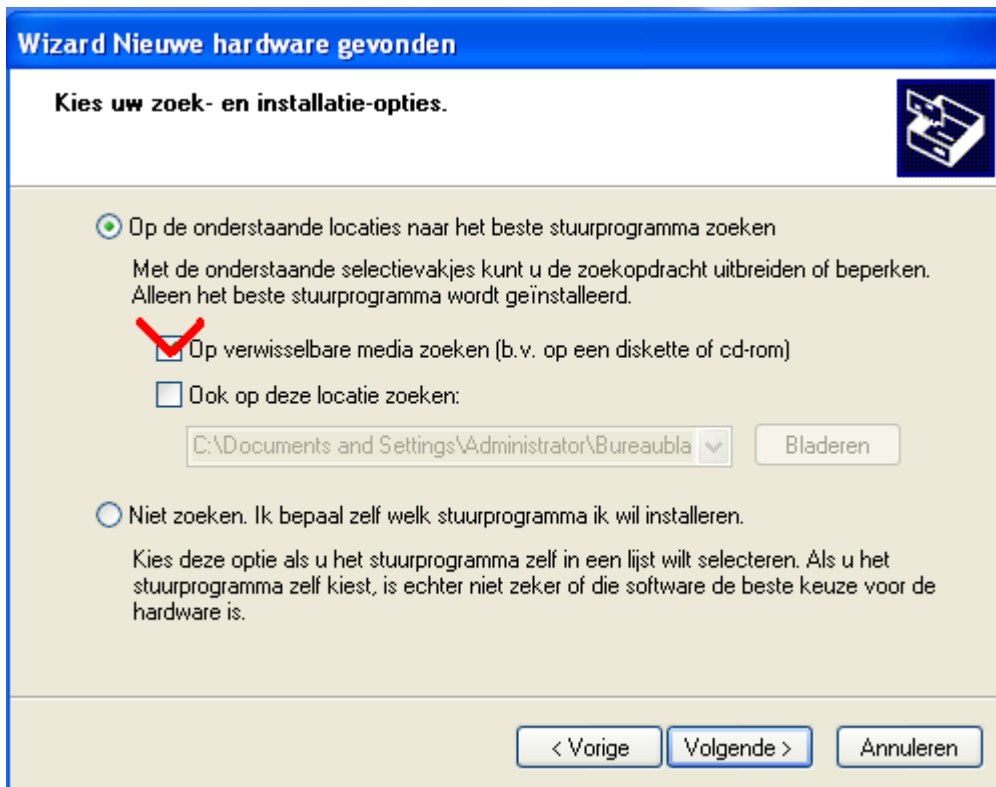 Wizard Nieuwe hardware gevonden
Kies uw zoek- en installatie-opties.
Op de onderstaande locaties naar het beste stuurprogramma zoeken
Met de onderstaande selectievakjes kunt u de zoekopdracht uitbreiden of beperken.
Alleen het beste stuurprogramma wordt geïnstalleerd.
Op verwisselbare media zoeken (b.v. op een diskette of cd-rom)
Ook op deze locatie zoeken:
C:\Documents and Settings\Administrator\Bureaubla
Bladeren
Niet zoeken. Ik bepaal zelf welk stuurprogramma ik wil installeren.
Kies deze optie als u het stuurprogramma zelf in een lijst wilt selecteren. Als u het
stuurprogramma zelf kiest, is echter niet zeker of die software de beste keuze voor de
hardware is.
< Vorige
Volgende >
Annuleren